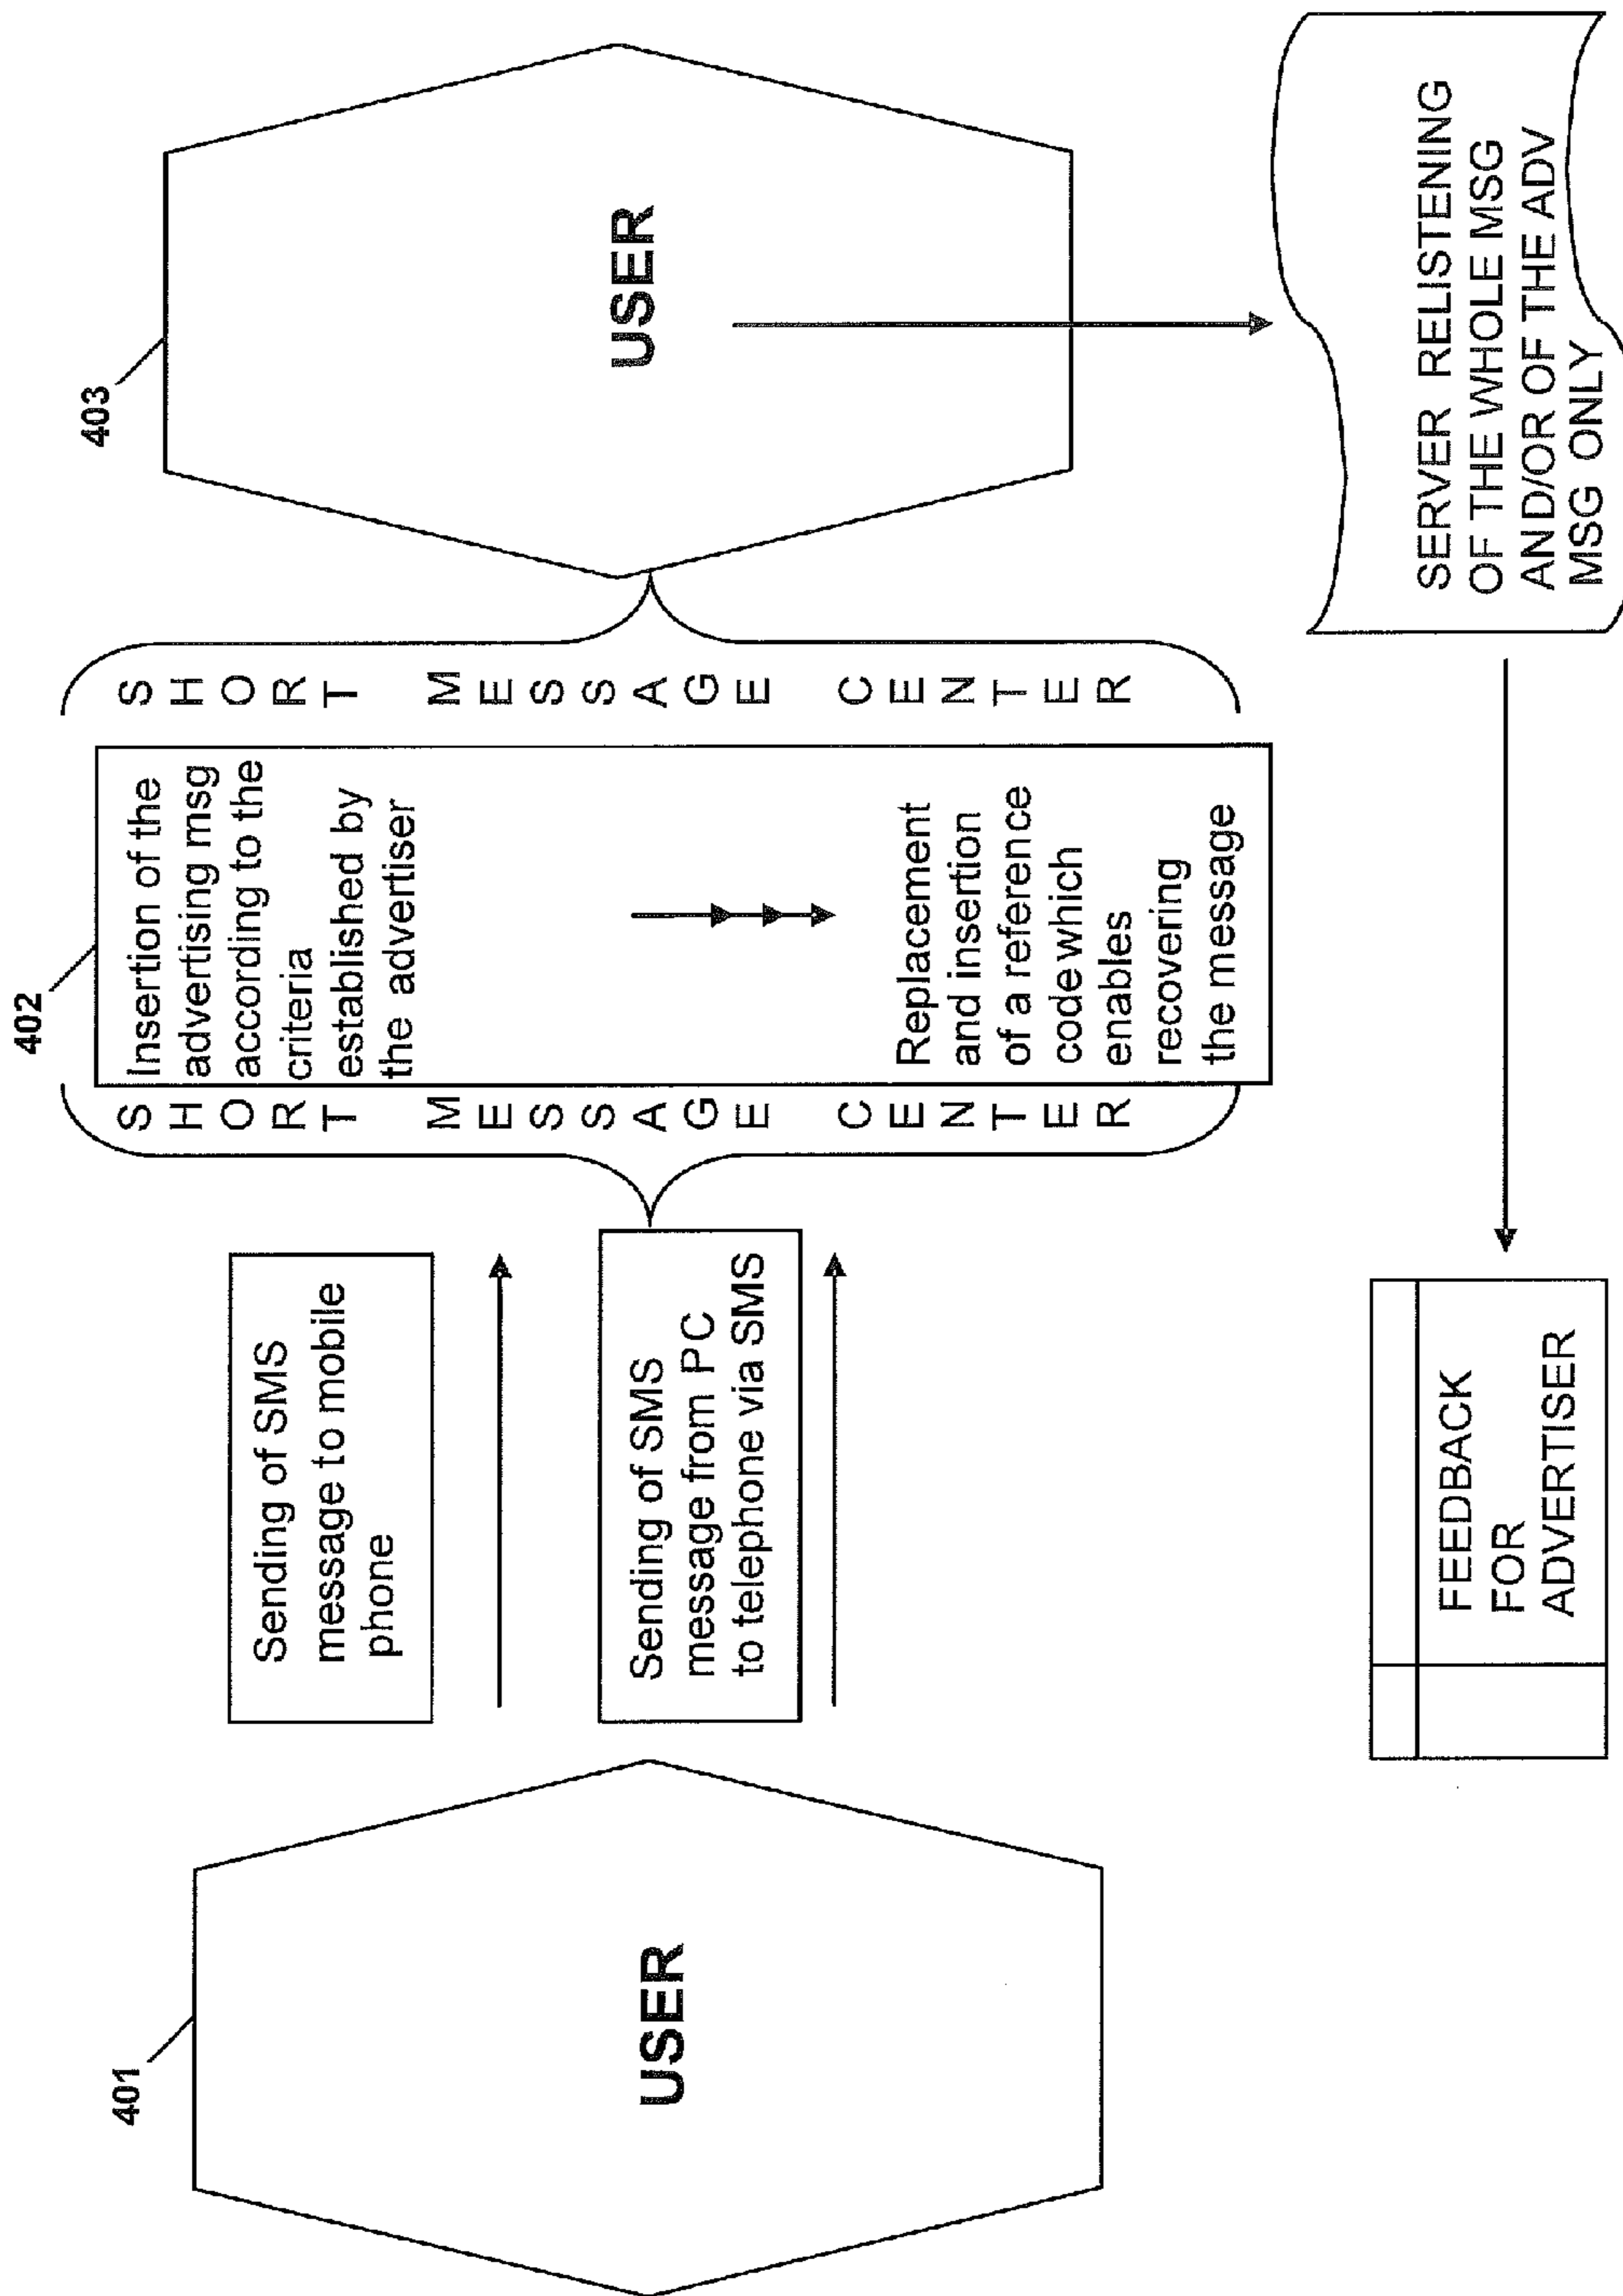 401
USER
Sending of SMS
message to mobile
phone
Sending of SMS
message from PC
to telephone via SMS
SHORT MESSAGE CENTER
402
Insertion of the
advertising msg
according to the
criteria
established by
the advertiser
Replacement
and insertion
of a reference
code which
enables
recovering
the message
SHORT MESSAGE CENTER
403
USER
SERVER RELISTENING
OF THE WHOLE MSG
AND/OR OF THE ADV
MSG ONLY
FEEDBACK
FOR
ADVERTISER